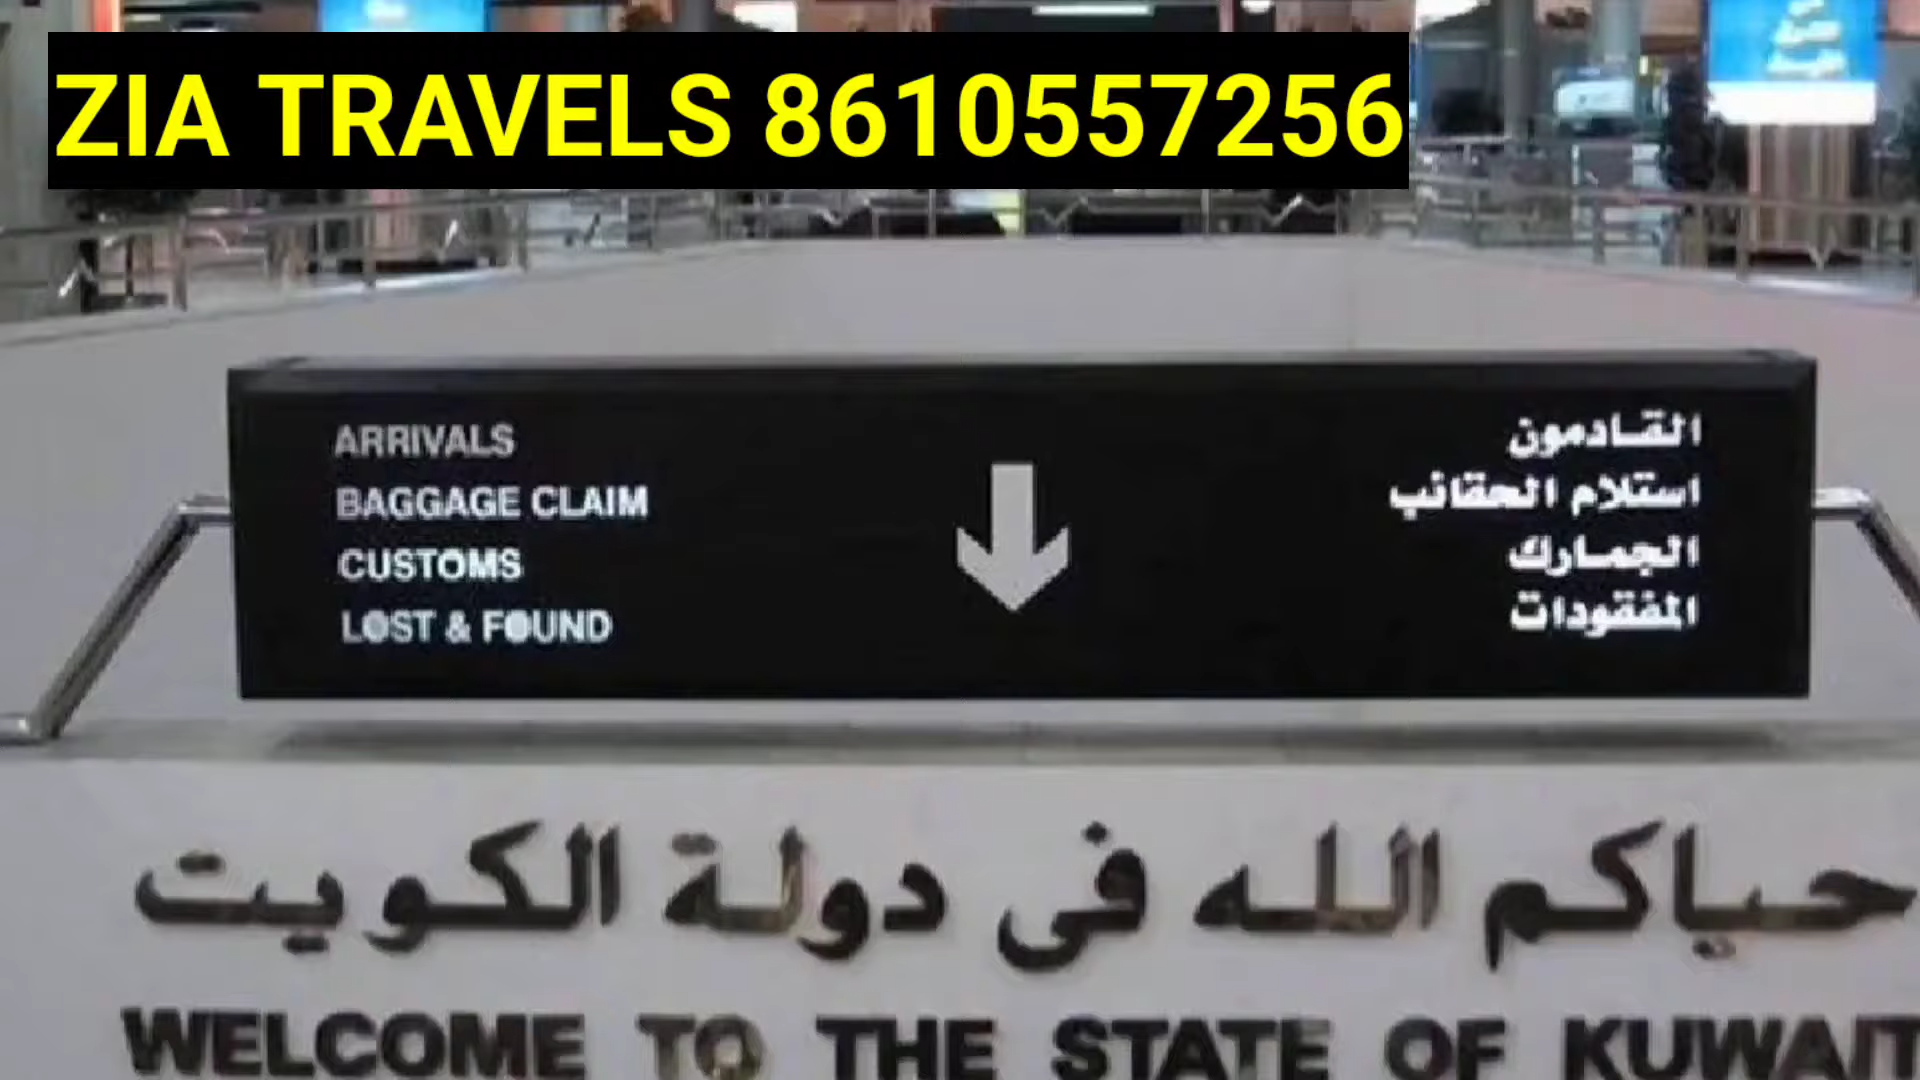 ZIA TRAVELS 8610557256
ARRIVALS
القادمون
BAGGAGE CLAIM
استلام الحقائب
CUSTOMS
الجمارك
LOST & FOUND
المفقودات
حياكم الله في دولة الكويت
WELCOME TO THE STATE OF KUWAIT